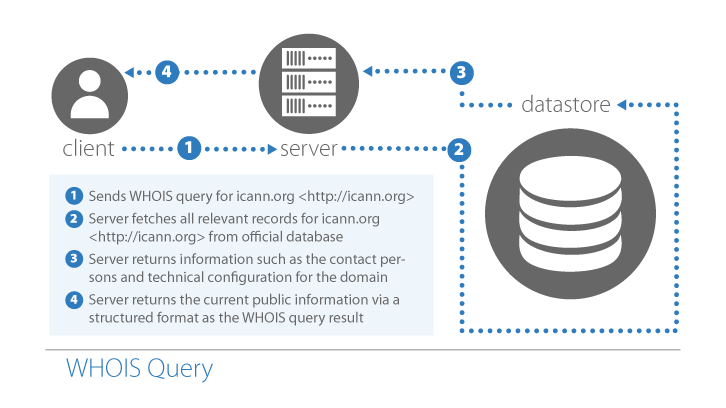 4
3
datastore
client
1
server
2
1 Sends WHOIS query for icann.org <http://icann.org>
2 Server fetches all relevant records for icann.org
<http://icann.org> from official database
3 Server returns information such as the contact per-
sons and technical configuration for the domain
4 Server returns the current public information via a
structured format as the WHOIS query result
WHOIS Query